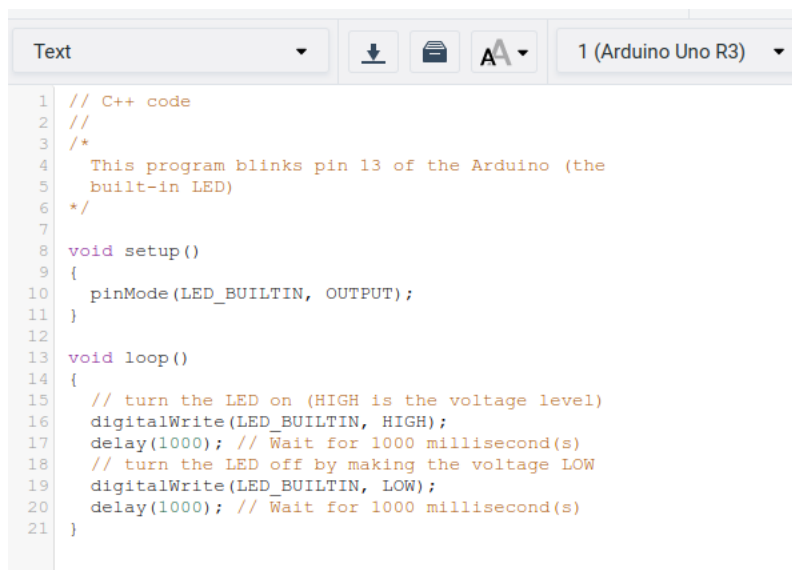 Text
AA
1 (Arduino Uno R3)
1 // C++ code
2 //
3 /*
4   This program blinks pin 13 of the Arduino (the
5   built-in LED)
6 */
7
8 void setup()
9 {
10   pinMode(LED_BUILTIN, OUTPUT);
11 }
12
13 void loop()
14 {
15   // turn the LED on (HIGH is the voltage level)
16   digitalWrite(LED_BUILTIN, HIGH);
17   delay(1000); // Wait for 1000 millisecond(s)
18   // turn the LED off by making the voltage LOW
19   digitalWrite(LED_BUILTIN, LOW);
20   delay(1000); // Wait for 1000 millisecond(s)
21 }